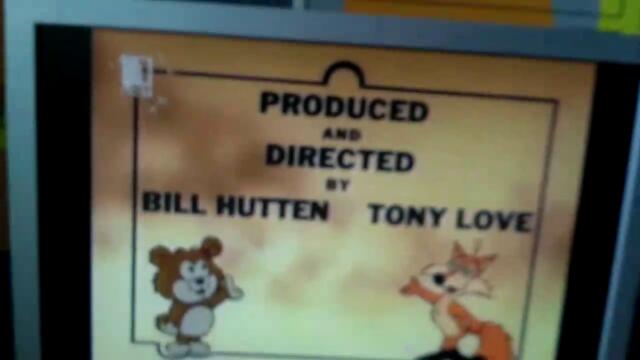 PRODUCED
AND
DIRECTED
BY
BILL HUTTEN TONY LOVE